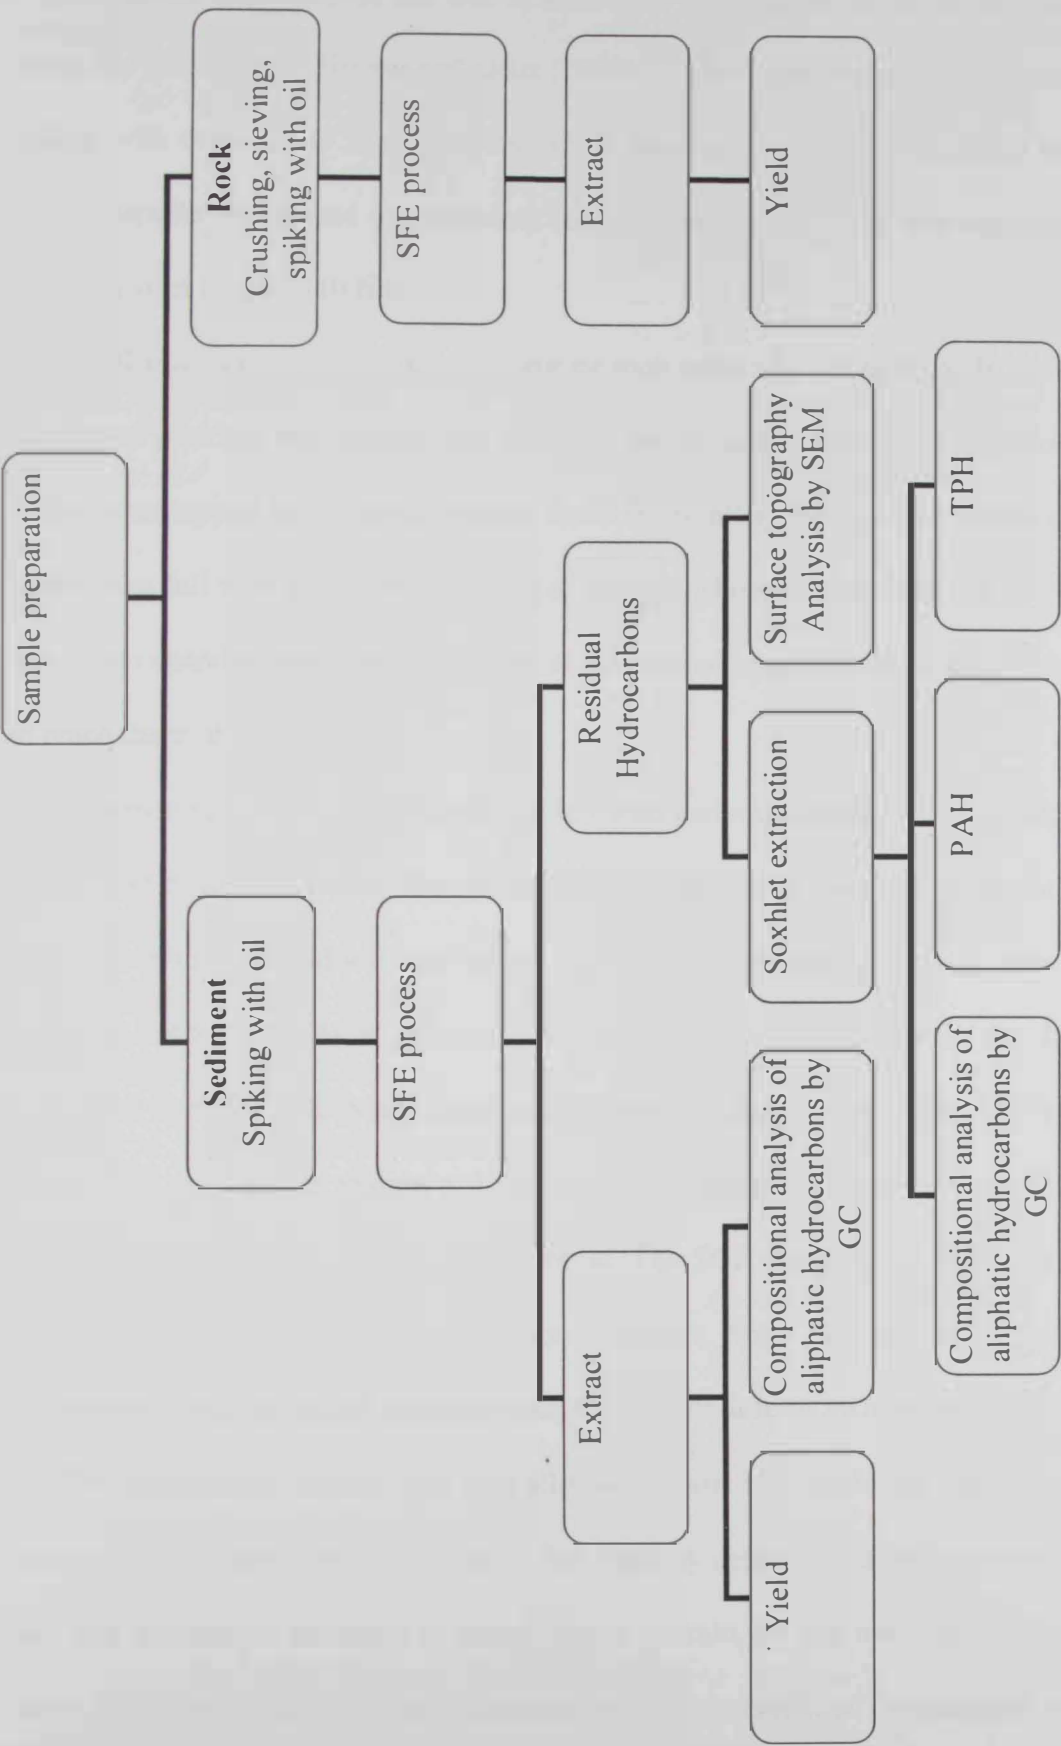 Sample preparation
Sediment
Spiking with oil
Rock
Crushing, sieving,
spiking with oil
SFE process
SFE process
Extract
Residual
Hydrocarbons
Extract
Yield
Compositional analysis of
aliphatic hydrocarbons by
GC
Soxhlet extraction
Surface topography
Analysis by SEM
Yield
Compositional analysis of
aliphatic hydrocarbons by
GC
PAH
TPH